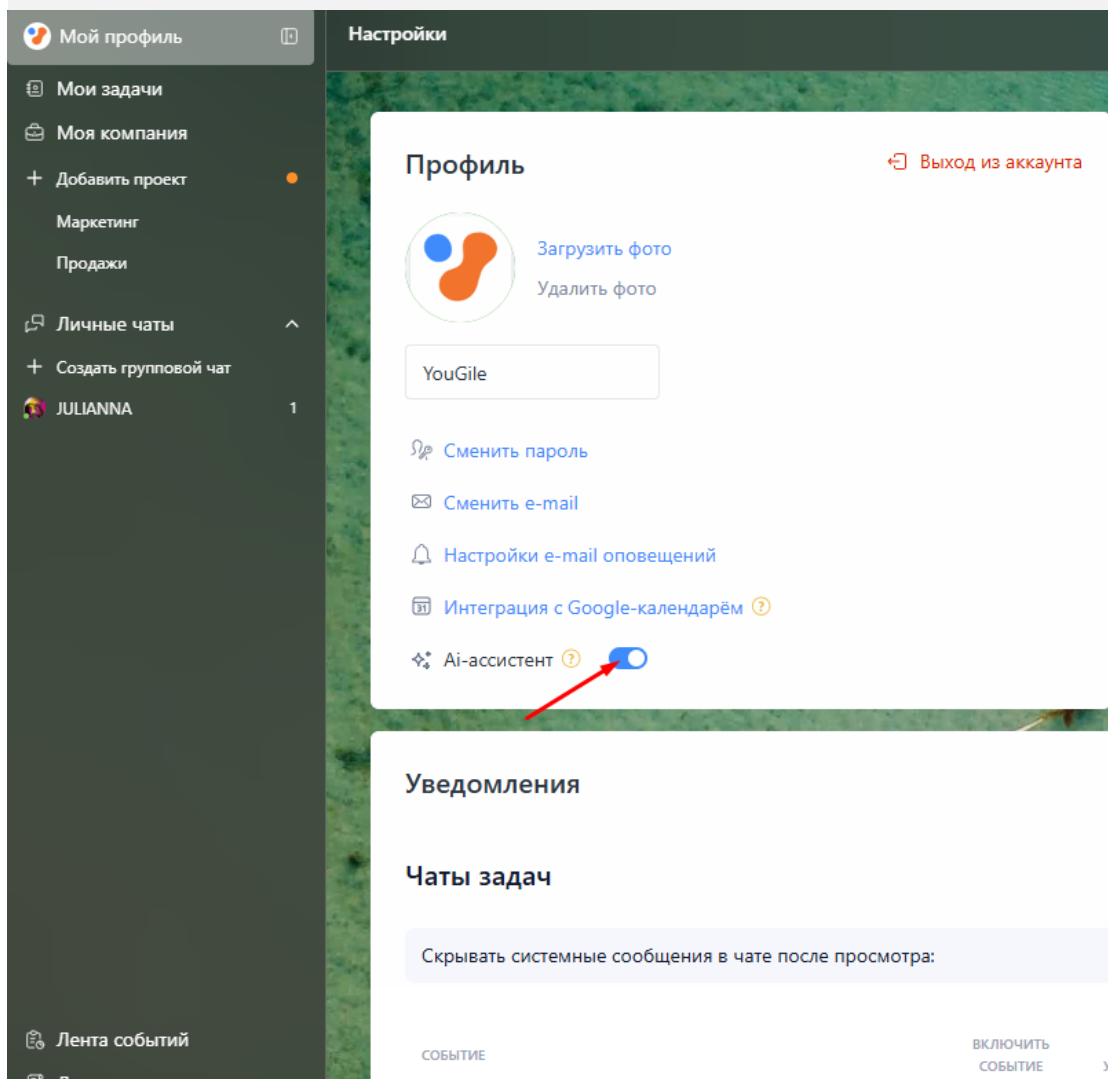 Мой профиль
Настройки
Мои задачи
Моя компания
Добавить проект
Маркетинг
Продажи
Личные чаты
Создать групповой чат
JULIANNA 1
Лента событий
Профиль
Выход из аккаунта
Загрузить фото
Удалить фото
YouGile
Сменить пароль
Сменить e-mail
Настройки e-mail оповещений
31 Интеграция с Google-календарём ?
Ai-ассистент ?
Уведомления
Чаты задач
Скрывать системные сообщения в чате после просмотра:
СОБЫТИЕ
ВКЛЮЧИТЬ
СОБЫТИЕ